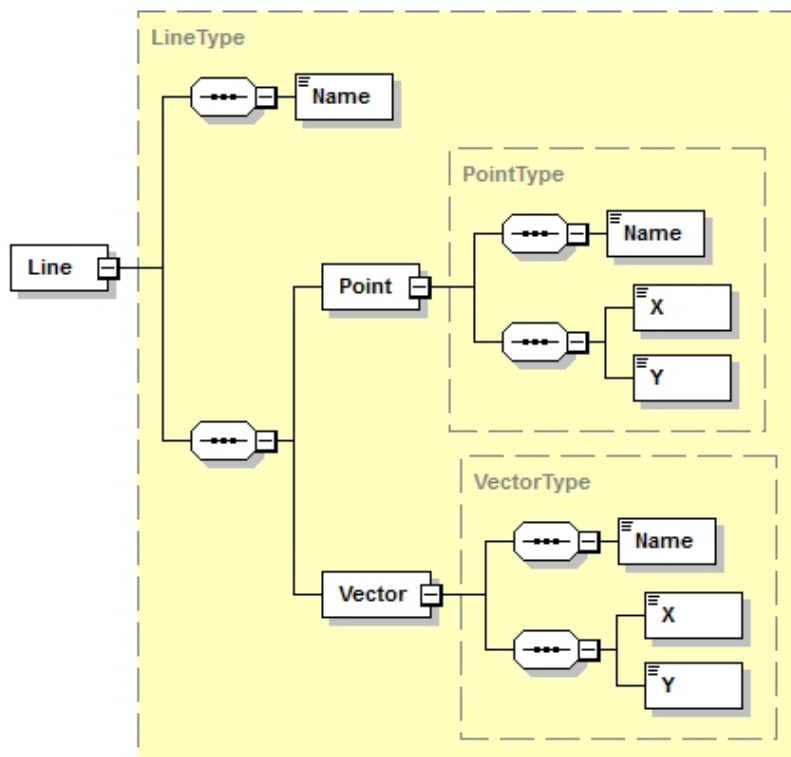 LineType
Name
PointType
Name
Line
Point
X
Y
VectorType
Name
Vector
X
Y